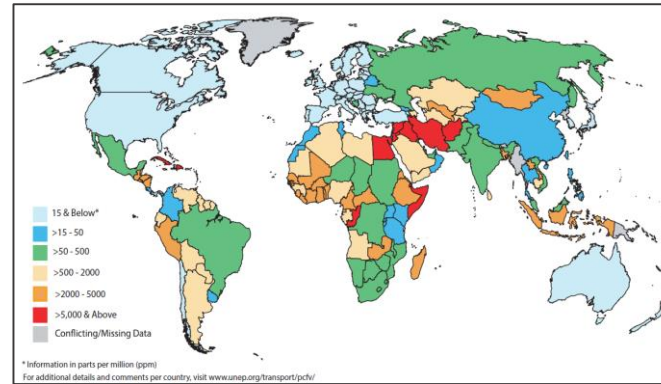 15 & Below*
>15 - 50
>50 - 500
>500 - 2000
>2000 - 5000
>5,000 & Above
Conflicting/Missing Data
* Information in parts per million (ppm)
For additional details and comments per country, visit www.unep.org/transport/pcfv/